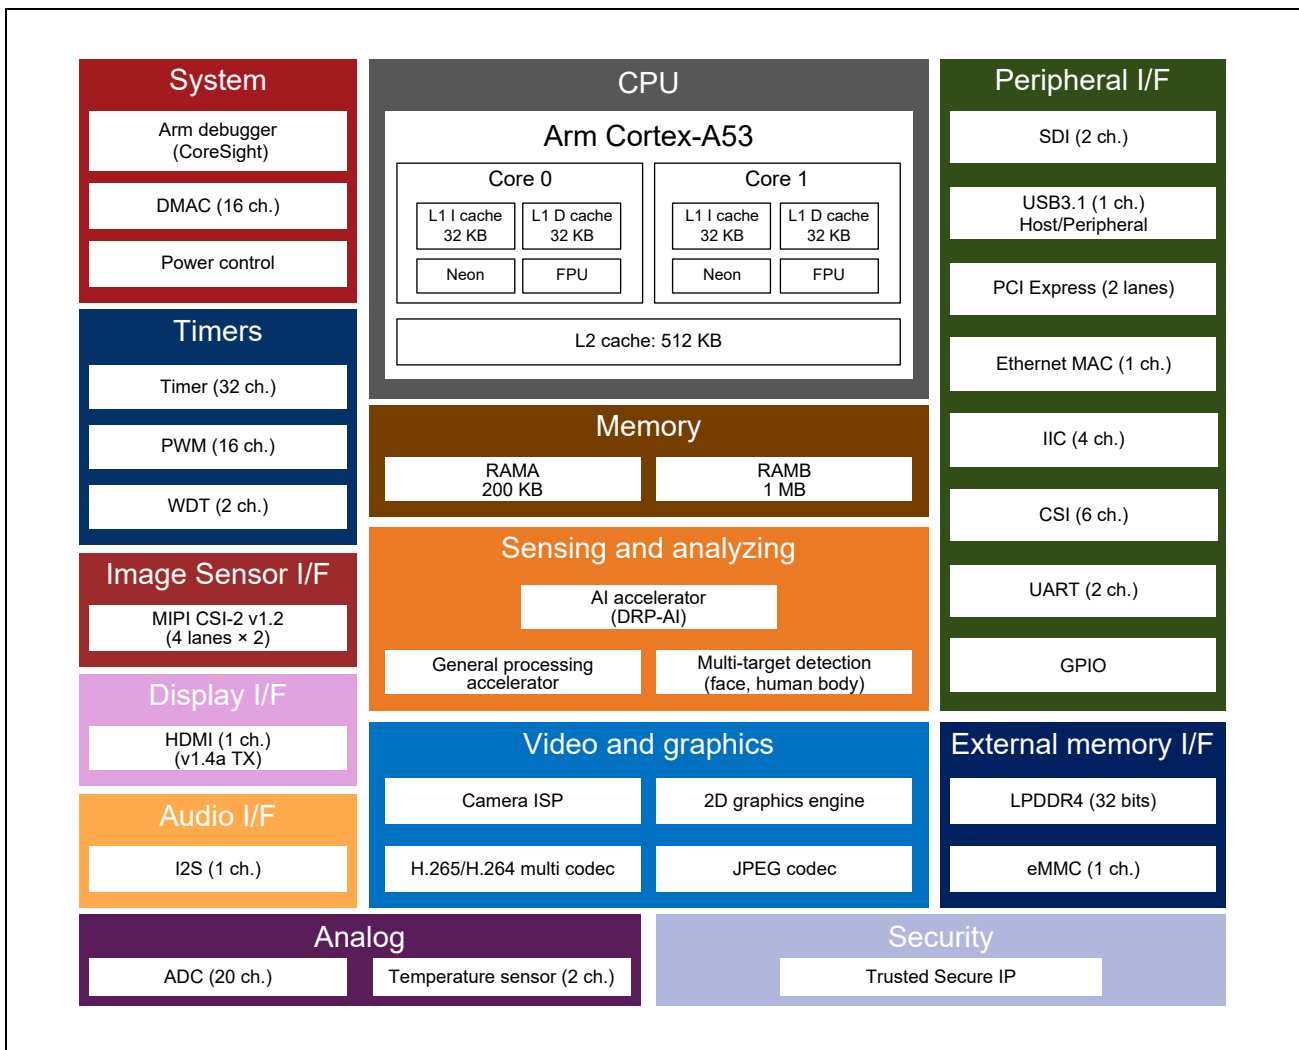 System
Arm debugger
(CoreSight)
DMAC (16 ch.)
Power control
Timers
Timer (32 ch.)
PWM (16 ch.)
WDT (2 ch.)
Image Sensor I/F
MIPI CSI-2 v1.2
(4 lanes × 2)
Display I/F
HDMI (1 ch.)
(v1.4a TX)
Audio I/F
I2S (1 ch.)
CPU
Arm Cortex-A53
Core 0
L1 I cache
32 KB
L1 D cache
32 KB
Neon
FPU
Core 1
L1 I cache
32 KB
L1 D cache
32 KB
Neon
FPU
L2 cache: 512 KB
Memory
RAMA
200 KB
RAMB
1 MB
Sensing and analyzing
AI accelerator
(DRP-AI)
General processing
accelerator
Multi-target detection
(face, human body)
Video and graphics
Camera ISP
2D graphics engine
H.265/H.264 multi codec
JPEG codec
Peripheral I/F
SDI (2 ch.)
USB3.1 (1 ch.)
Host/Peripheral
PCI Express (2 lanes)
Ethernet MAC (1 ch.)
IIC (4 ch.)
CSI (6 ch.)
UART (2 ch.)
GPIO
External memory I/F
LPDDR4 (32 bits)
eMMC (1 ch.)
Analog
ADC (20 ch.)
Temperature sensor (2 ch.)
Security
Trusted Secure IP